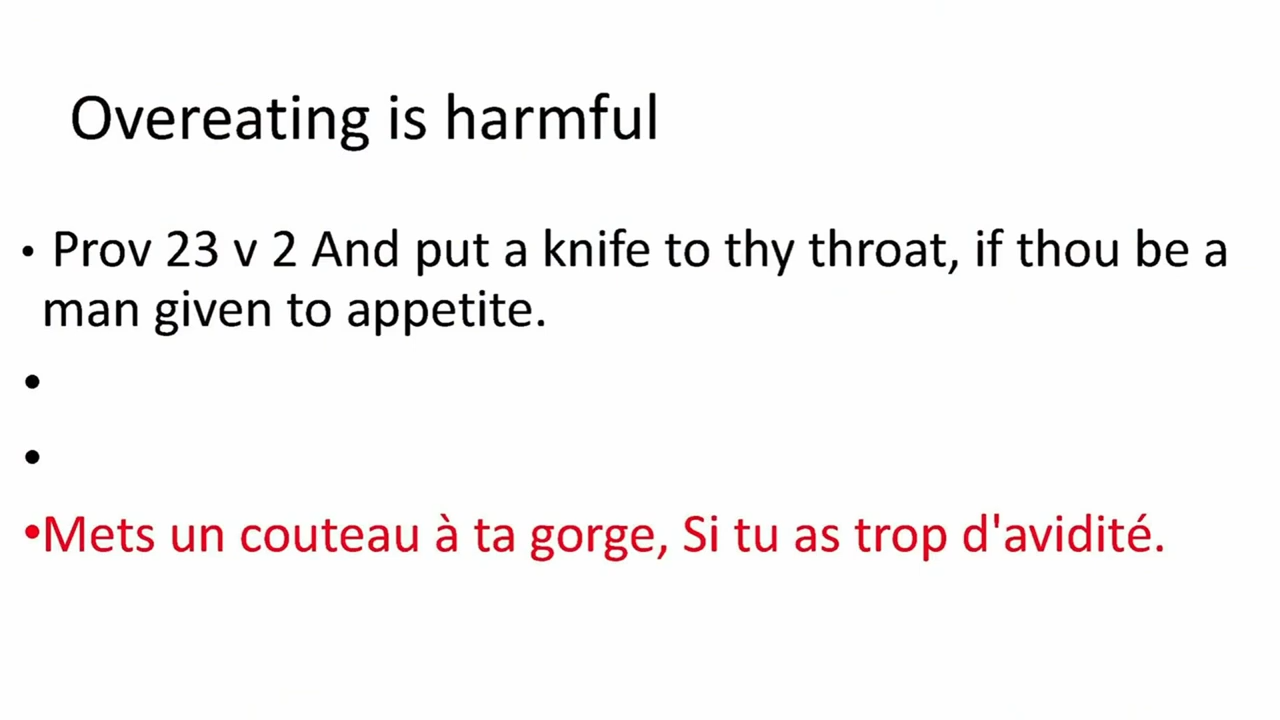 Overeating is harmful
• Prov 23 v 2 And put a knife to thy throat, if thou be a
man given to appetite.
•
•
•Mets un couteau à ta gorge, Si tu as trop d'avidité.